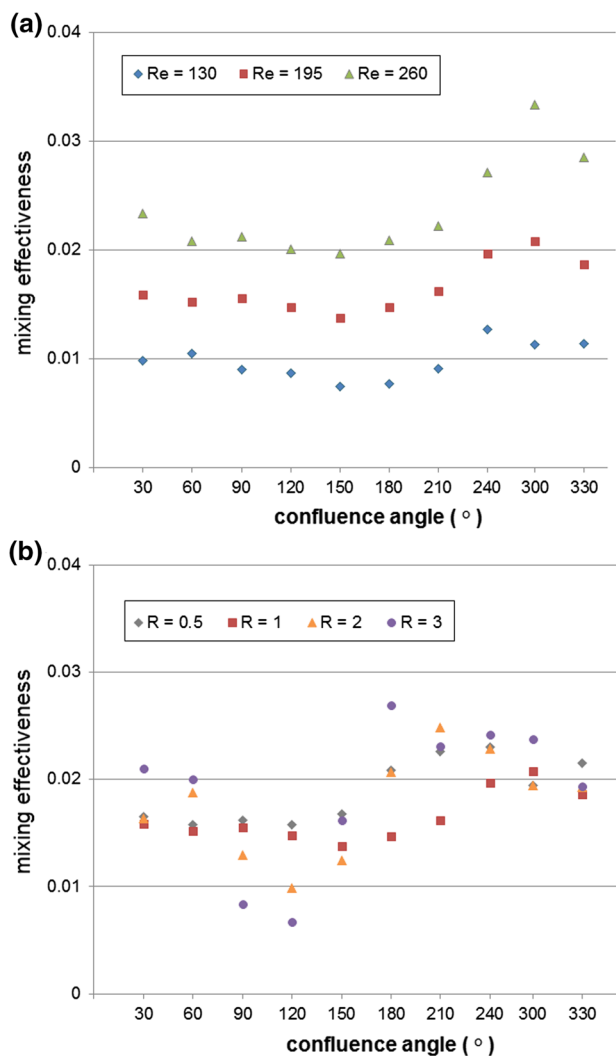 (a)
0.04
0.03
0.02
0.01
0
mixing effectiveness
Re = 130 Re = 195 Re = 260
30 60 90 120 150 180 210 240 300 330
confluence angle ( ° )
(b)
0.04
0.03
0.02
0.01
0
mixing effectiveness
R = 0.5 R = 1 R = 2 R = 3
30 60 90 120 150 180 210 240 300 330
confluence angle ( ° )